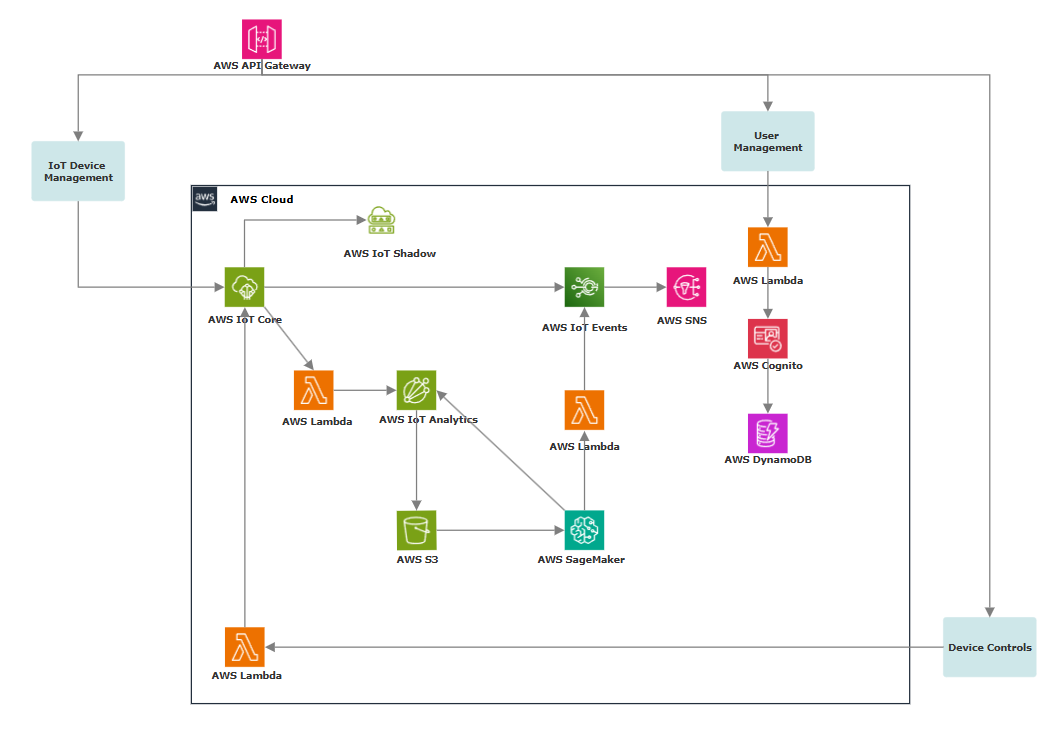 AWS API Gateway
User
Management
IoT Device
Management
aws
AWS Cloud
AWS IoT Shadow
AWS Lambda
AWS IoT Core
AWS IoT Events
AWS SNS
AWS Cognito
AWS Lambda
AWS IoT Analytics
AWS Lambda
AWS DynamoDB
AWS S3
AWS SageMaker
Device Controls
AWS Lambda